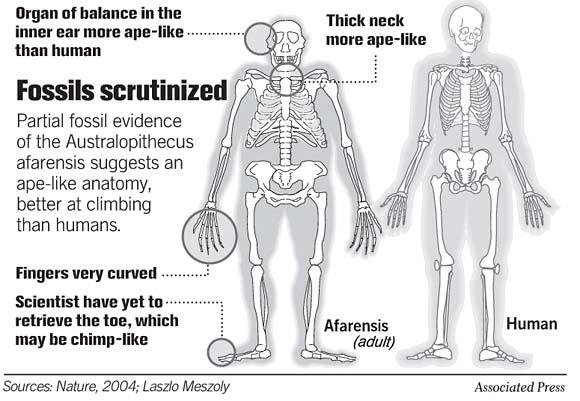 Organ of balance in the
inner ear more ape-like
than human
Thick neck
more ape-like
Fossils scrutinized
Partial fossil evidence
of the Australopithecus
afarensis suggests an
ape-like anatomy,
better at climbing
than humans.
Fingers very curved
Scientist have yet to
retrieve the toe, which
may be chimp-like
Afarensis
(adult)
Human
Sources: Nature, 2004; Laszlo Meszoly
Associated Press